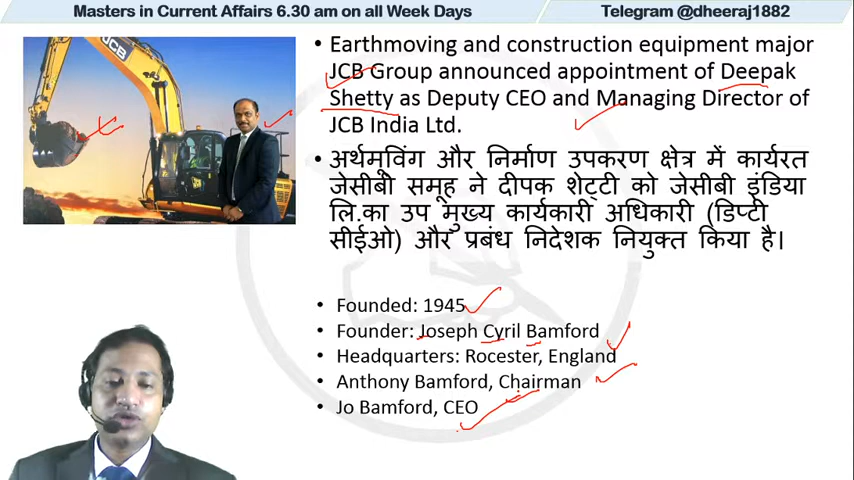 Masters in Current Affairs 6.30 am on all Week Days
Telegram @dheeraj1882
JCB
• Earthmoving and construction equipment major
JCB Group announced appointment of Deepak
Shetty as Deputy CEO and Managing Director of
JCB India Ltd.
• अर्थमूविंग और निर्माण उपकरण क्षेत्र में कार्यरत
जेसीबी समूह ने दीपक शेट्टी को जेसीबी इंडिया
लि.का उप मुख्य कार्यकारी अधिकारी (डिप्टी
सीईओ) और प्रबंध निदेशक नियुक्त किया है।
• Founded: 1945
• Founder: Joseph Cyril Bamford
• Headquarters: Rocester, England
• Anthony Bamford, Chairman
• Jo Bamford, CEO